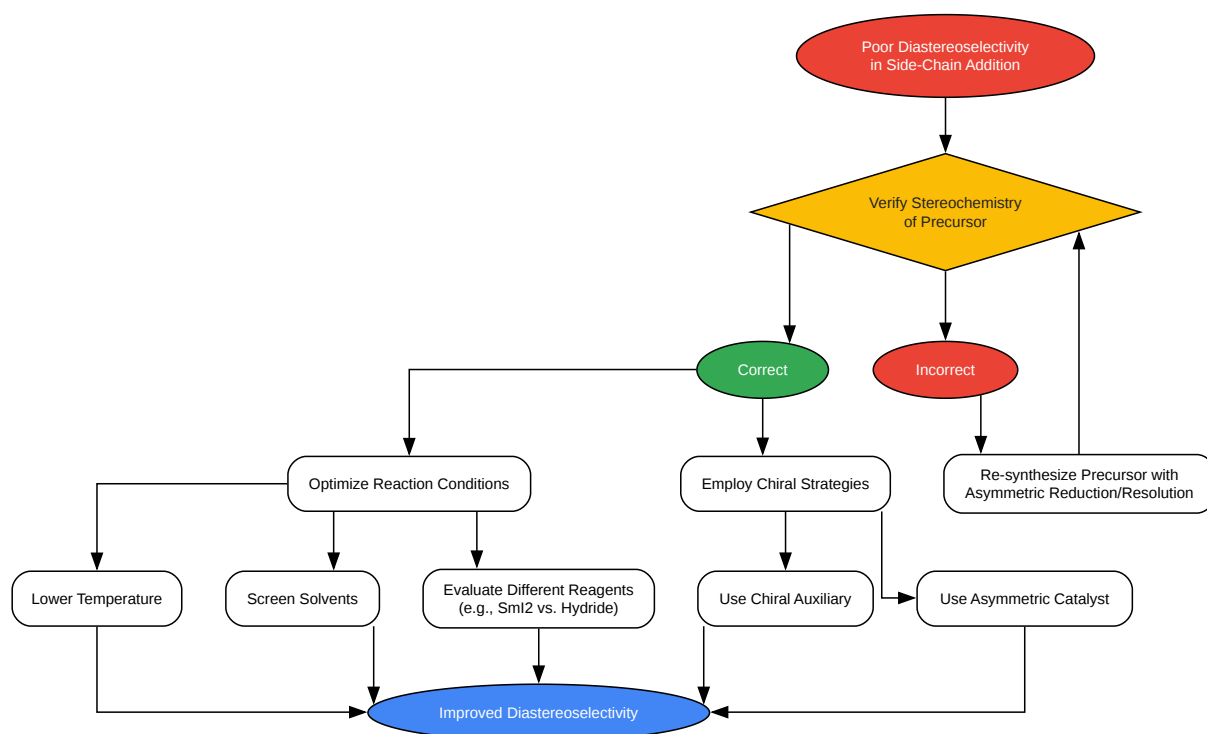 Poor Diastereoselectivity
in Side-Chain Addition
Verify Stereochemistry
of Precursor
Correct
Incorrect
Optimize Reaction Conditions
Employ Chiral Strategies
Re-synthesize Precursor with
Asymmetric Reduction/Resolution
Lower Temperature
Screen Solvents
Evaluate Different Reagents
(e.g., SmI2 vs. Hydride)
Use Chiral Auxiliary
Use Asymmetric Catalyst
Improved Diastereoselectivity